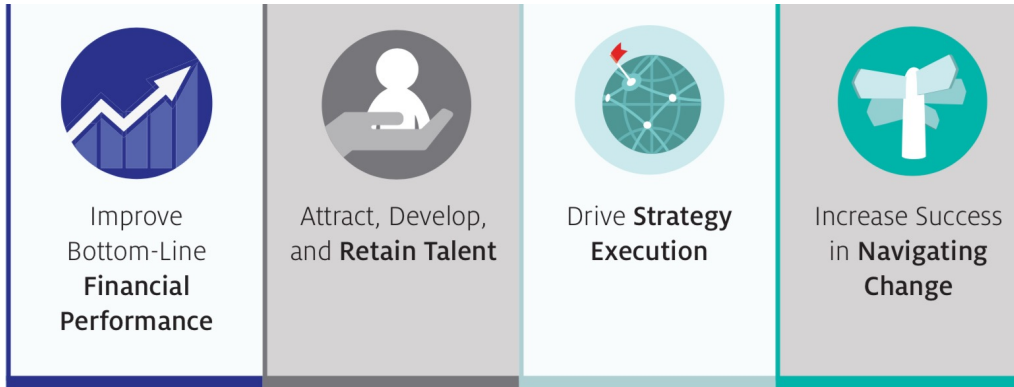 Improve
Bottom-Line
Financial
Performance
Attract, Develop,
and Retain Talent
Drive Strategy
Execution
Increase Success
in Navigating
Change